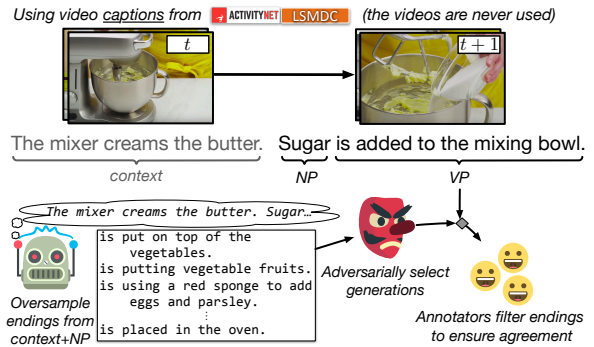 Using video captions from ACTIVITYNET LSMDC (the videos are never used)
t
t + 1
The mixer creams the butter. Sugar is added to the mixing bowl.
context
NP
VP
The mixer creams the butter. Sugar…
is put on top of the
vegetables.
is putting vegetable fruits.
is using a red sponge to add
eggs and parsley.
⋮
is placed in the oven.
Oversample
endings from
context+NP
Adversarially select
generations
Annotators filter endings
to ensure agreement